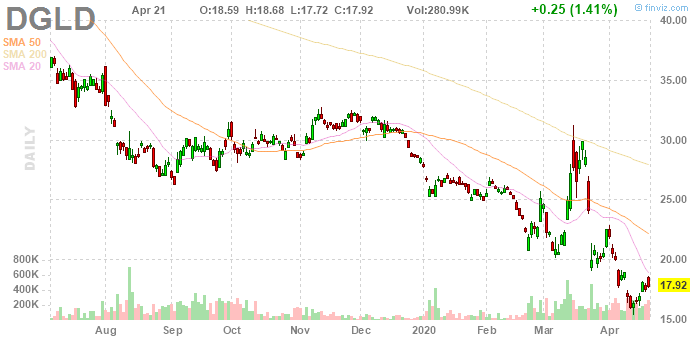 DGLD Apr 21 O:18.59 H:18.68 L:17.72 C:17.92 Vol:280.99K +0.25 (1.41%) © finviz.com
SMA 50
SMA 200
SMA 20
DAILY
40.00
35.00
30.00
25.00
20.00
17.92
15.00
800K
600K
400K
200K
Aug Sep Oct Nov Dec 2020 Feb Mar Apr